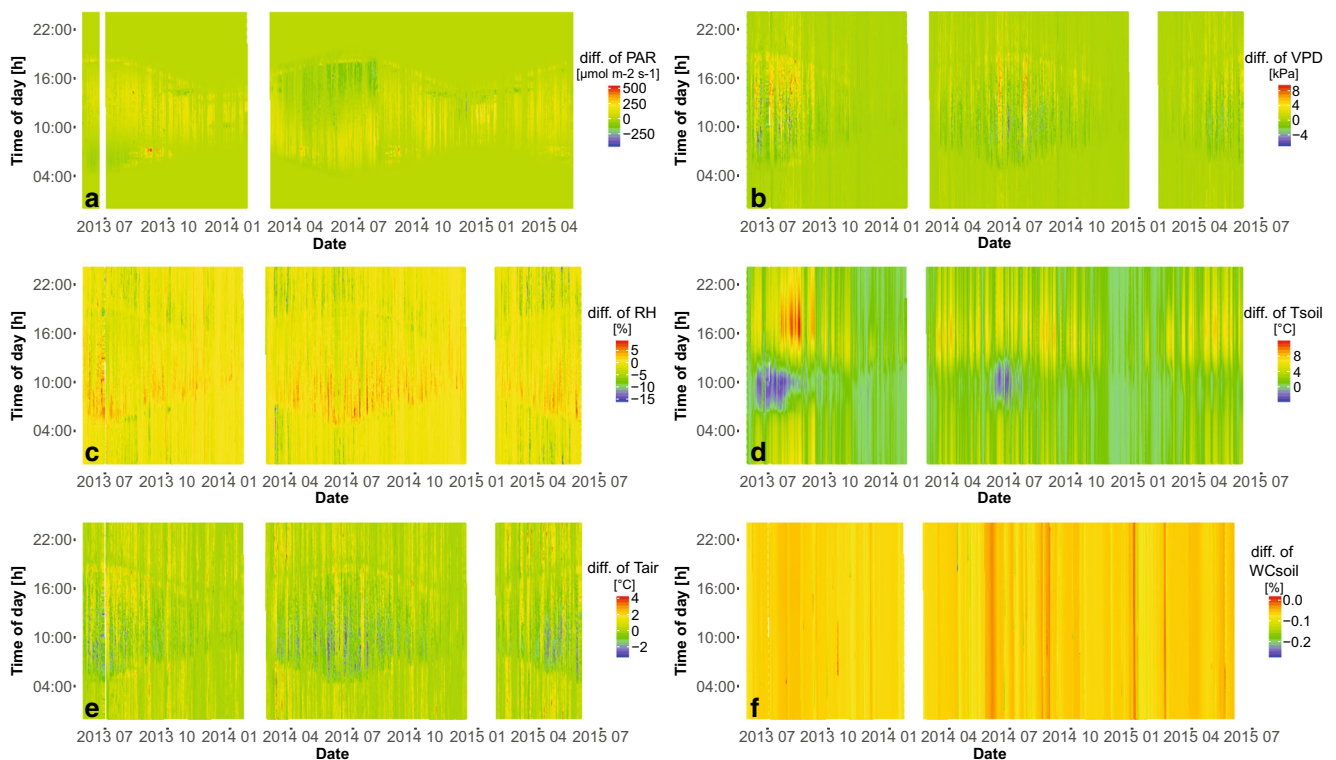 Time of day [h]
22:00
16:00
10:00
04:00
a
2013 07 2013 10 2014 01 2014 04 2014 07 2014 10 2015 01 2015 04
Date
diff. of PAR
[µmol m-2 s-1]
500
250
0
−250
Time of day [h]
22:00
16:00
10:00
04:00
b
2013 07 2013 10 2014 01 2014 04 2014 07 2014 10 2015 01 2015 04 2015 07
Date
diff. of VPD
[kPa]
8
4
0
−4
Time of day [h]
22:00
16:00
10:00
04:00
c
2013 07 2013 10 2014 01 2014 04 2014 07 2014 10 2015 01 2015 04 2015 07
Date
diff. of RH
[%]
5
0
−5
−10
−15
Time of day [h]
22:00
16:00
10:00
04:00
d
2013 07 2013 10 2014 01 2014 04 2014 07 2014 10 2015 01 2015 04 2015 07
Date
diff. of Tsoil
[°C]
8
4
0
Time of day [h]
22:00
16:00
10:00
04:00
e
2013 07 2013 10 2014 01 2014 04 2014 07 2014 10 2015 01 2015 04 2015 07
Date
diff. of Tair
[°C]
4
2
0
−2
Time of day [h]
22:00
16:00
10:00
04:00
f
2013 07 2013 10 2014 01 2014 04 2014 07 2014 10 2015 01 2015 04 2015 07
Date
diff. of
WCsoil
[%]
0.0
−0.1
−0.2